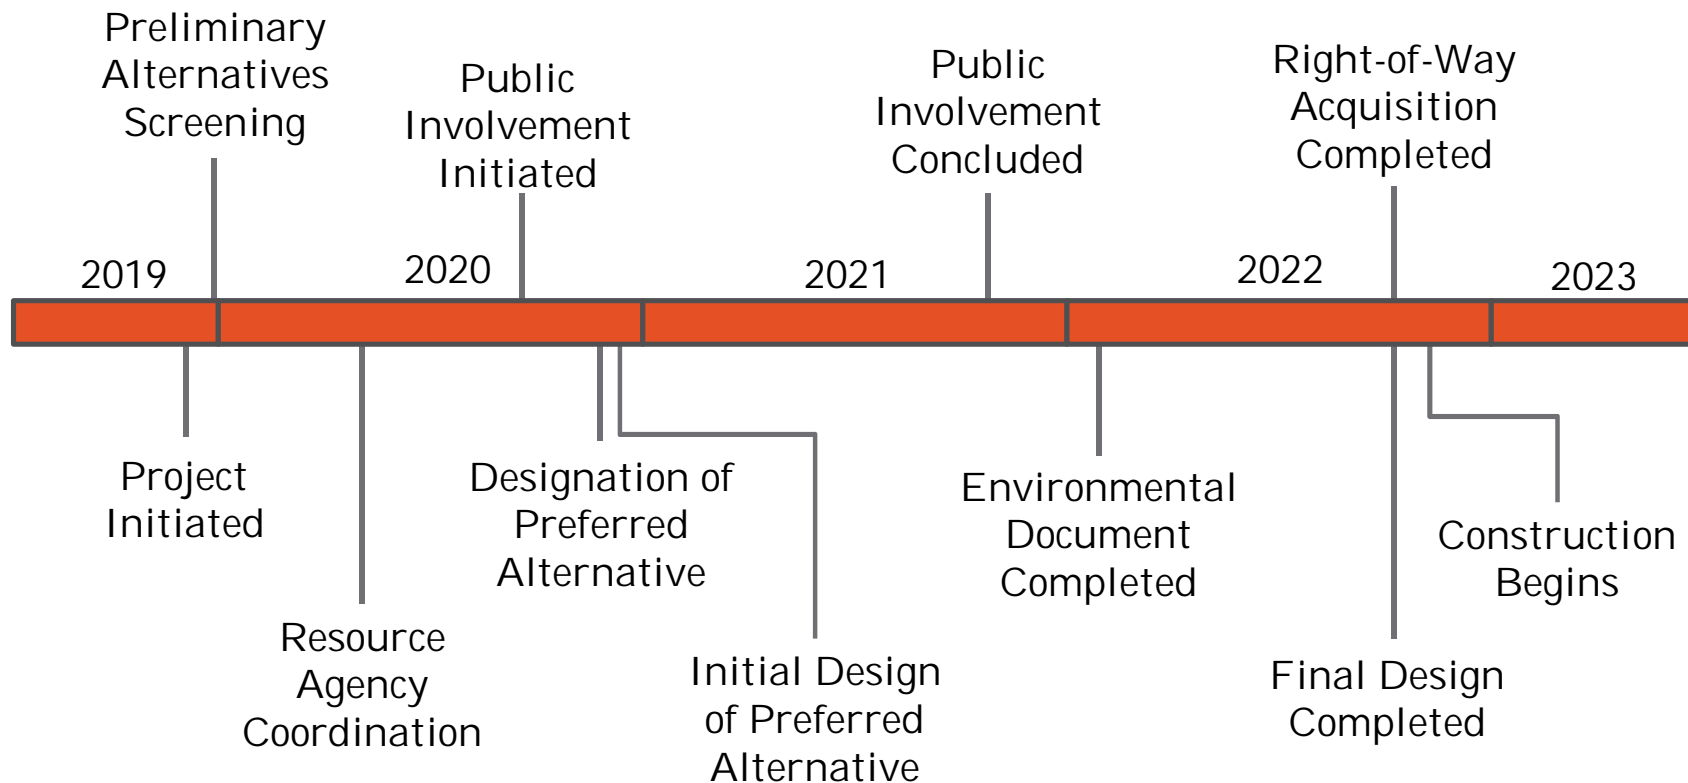 Preliminary
Alternatives
Screening
Public
Involvement
Initiated
Public
Involvement
Concluded
Right-of-Way
Acquisition
Completed
2019
2020
2021
2022
2023
Project
Initiated
Resource
Agency
Coordination
Designation of
Preferred
Alternative
Initial Design
of Preferred
Alternative
Environmental
Document
Completed
Final Design
Completed
Construction
Begins